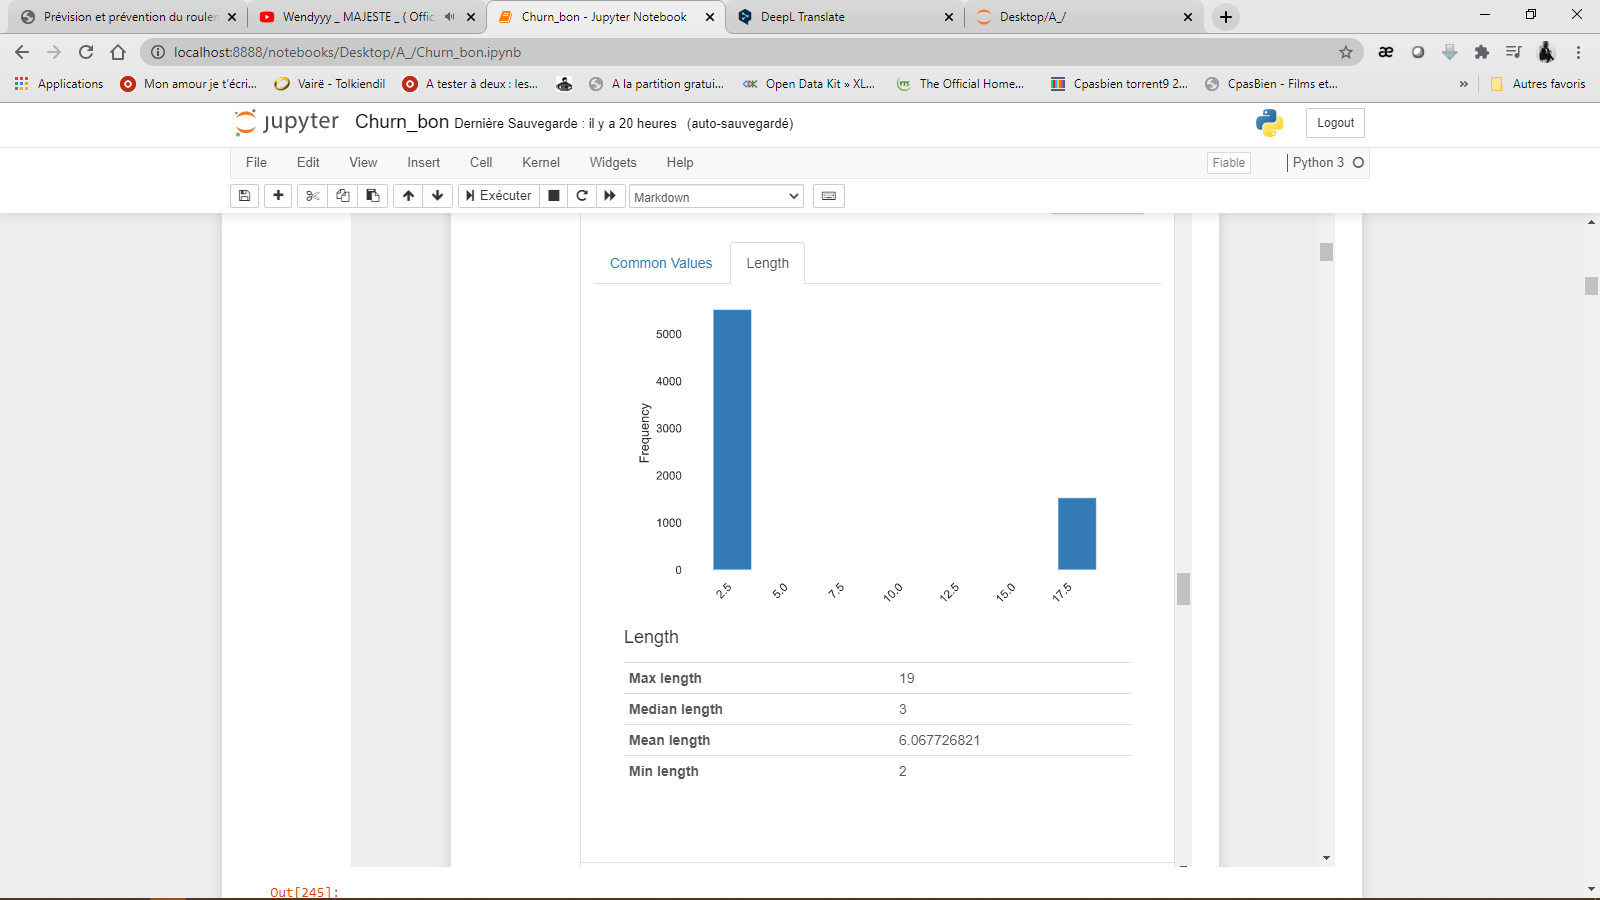 Prévision et prévention du rouler
Wendyyy _ MAJESTE _ ( Offic
Churn_bon - Jupyter Notebook
DeepL Translate
Desktop/A_/
localhost:8888/notebooks/Desktop/A_/Churn_bon.ipynb
Applications
Mon amour je t'écri...
Vairë - Tolkiendil
A tester à deux : les...
A la partition gratui...
Open Data Kit » XL...
The Official Home...
Cpasbien torrent9 2...
CpasBien - Films et...
»
Autres favoris
jupyter Churn_bon Dernière Sauvegarde : il y a 20 heures (auto-sauvegardé)
Logout
File Edit View Insert Cell Kernel Widgets Help
Fiable
Python 3
Exécuter
Markdown
Common Values
Length
5000
4000
3000
2000
1000
0
Frequency
2.5 5.0 7.5 10.0 12.5 15.0 17.5
Length
Max length 19
Median length 3
Mean length 6.067726821
Min length 2
Out[245]: